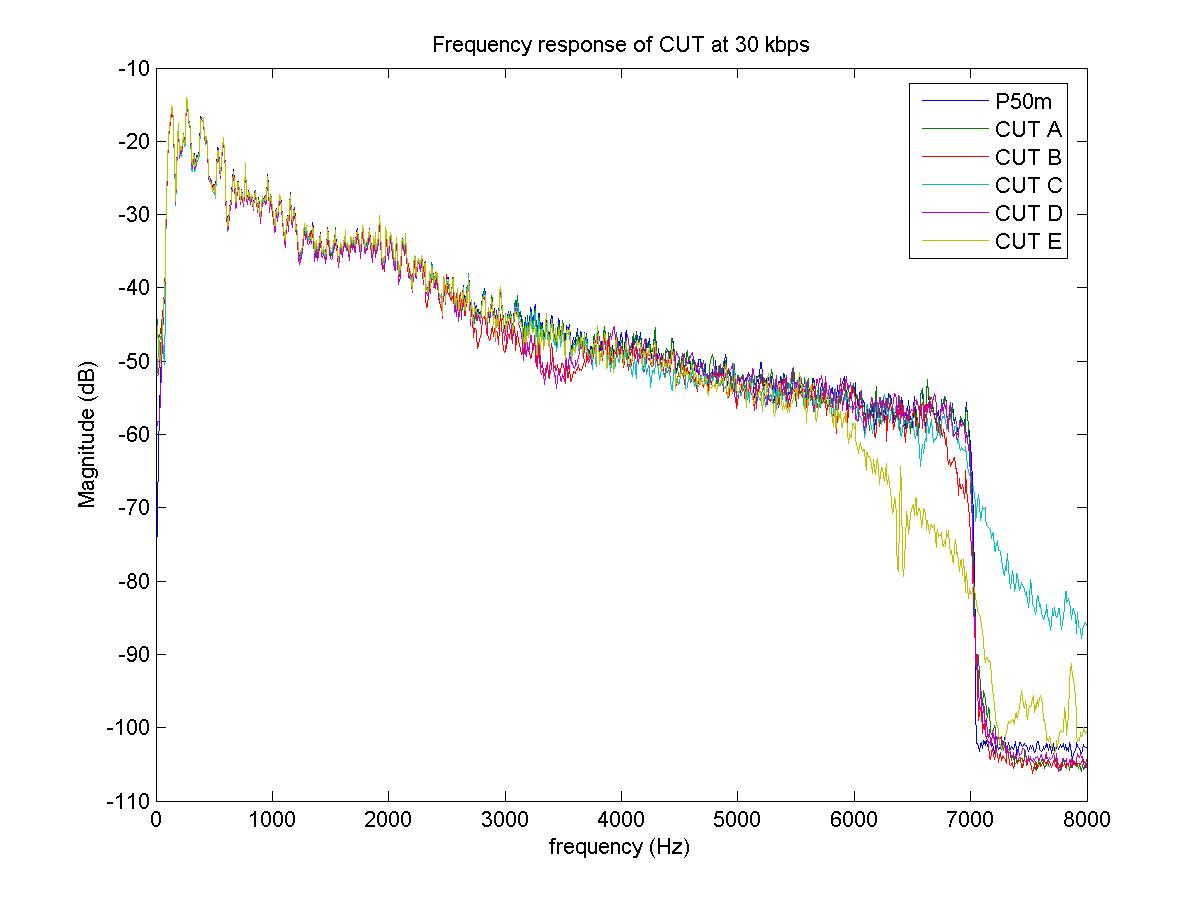 Frequency response of CUT at 30 kbps
-10
-20
-30
-40
-50
-60
-70
-80
-90
-100
-110
Magnitude (dB)
P50m
CUT A
CUT B
CUT C
CUT D
CUT E
0 1000 2000 3000 4000 5000 6000 7000 8000
frequency (Hz)